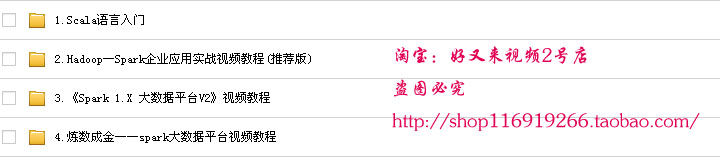 1.Scala语言入门
2.Hadoop—Spark企业应用实战视频教程(推荐版)
3.《Spark 1.X 大数据平台V2》视频教程
4.炼数成金——spark大数据平台视频教程
淘宝：好又来视频2号店
盗图必究
http://shop116919266.taobao.com/